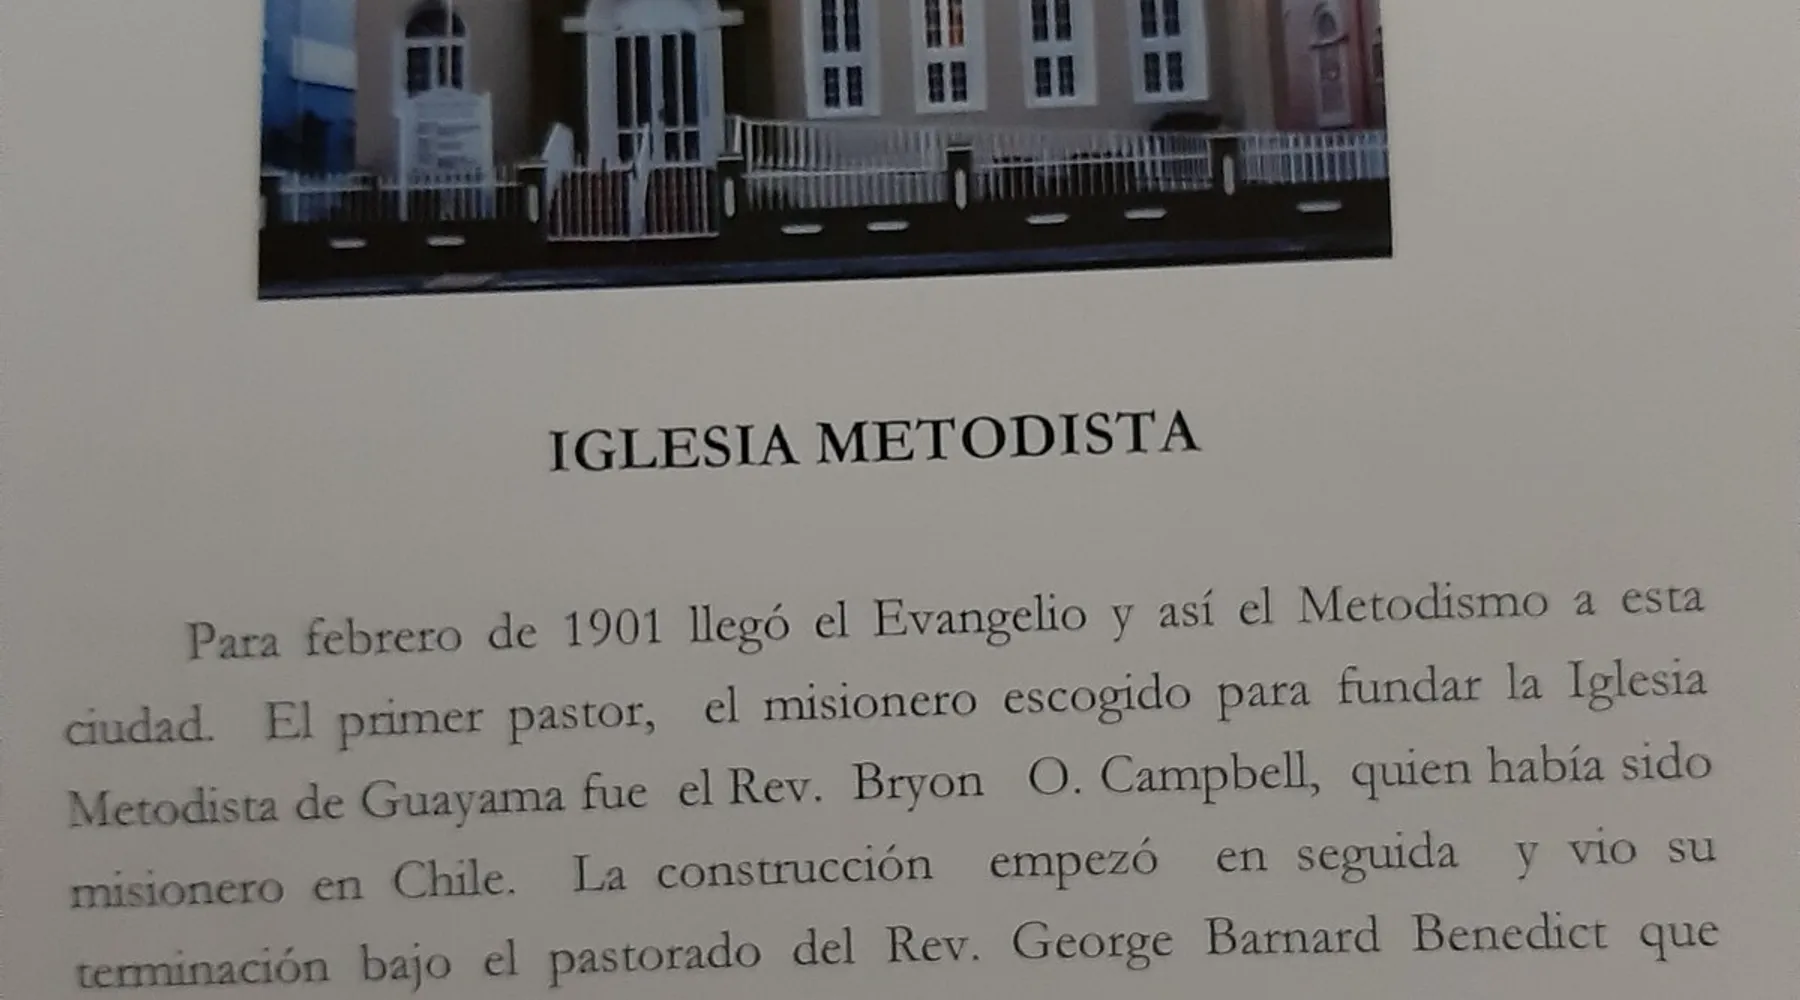 IGLESIA METODISTA
Para febrero de 1901 llegó el Evangelio y así el Metodismo a esta
ciudad. El primer pastor, el misionero escogido para fundar la Iglesia
Metodista de Guayama fue el Rev. Bryon O. Campbell, quien había sido
misionero en Chile. La construcción empezó en seguida y vio su
terminación bajo el pastorado del Rev. George Barnard Benedict que